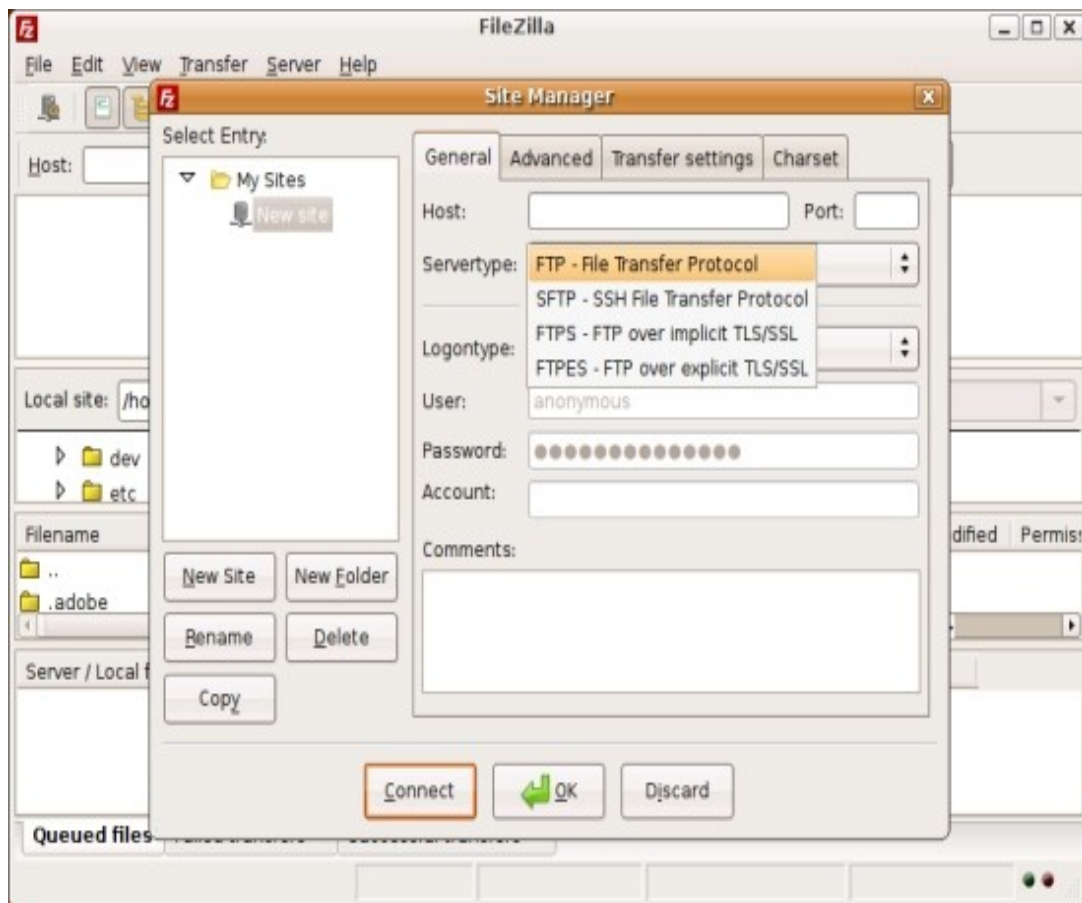 FileZilla
File Edit View Transfer Server Help
Site Manager
Host:
Select Entry:
My Sites
New site
General Advanced Transfer settings Charset
Host: Port:
Servertype: FTP - File Transfer Protocol
SFTP - SSH File Transfer Protocol
FTPS - FTP over implicit TLS/SSL
FTPES - FTP over explicit TLS/SSL
Logontype:
User: anonymous
Password:
Account:
Comments:
New Site New Folder
Rename Delete
Copy
Connect OK Discard
Local site: /ho
dev
etc
Filename dified Permiss
..
.adobe
Server / Local f
Queued files